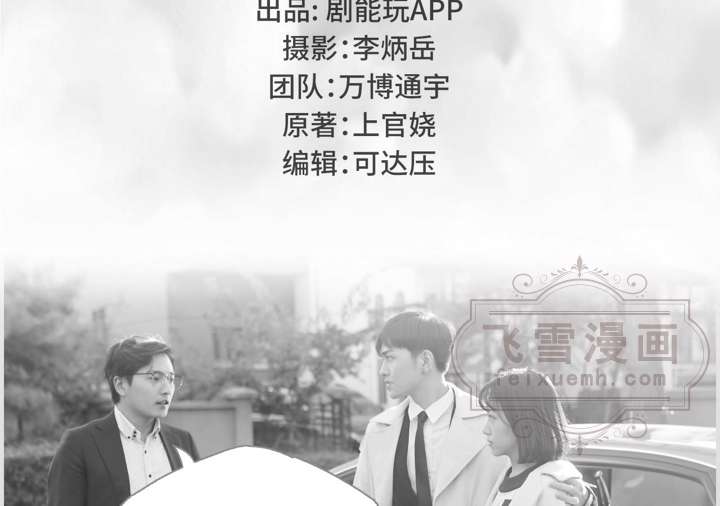 出品: 剧能玩APP
摄影:李炳岳
团队:万博通宇
原著:上官娆
编辑:可达压
飞雪漫画
feixuemh.com